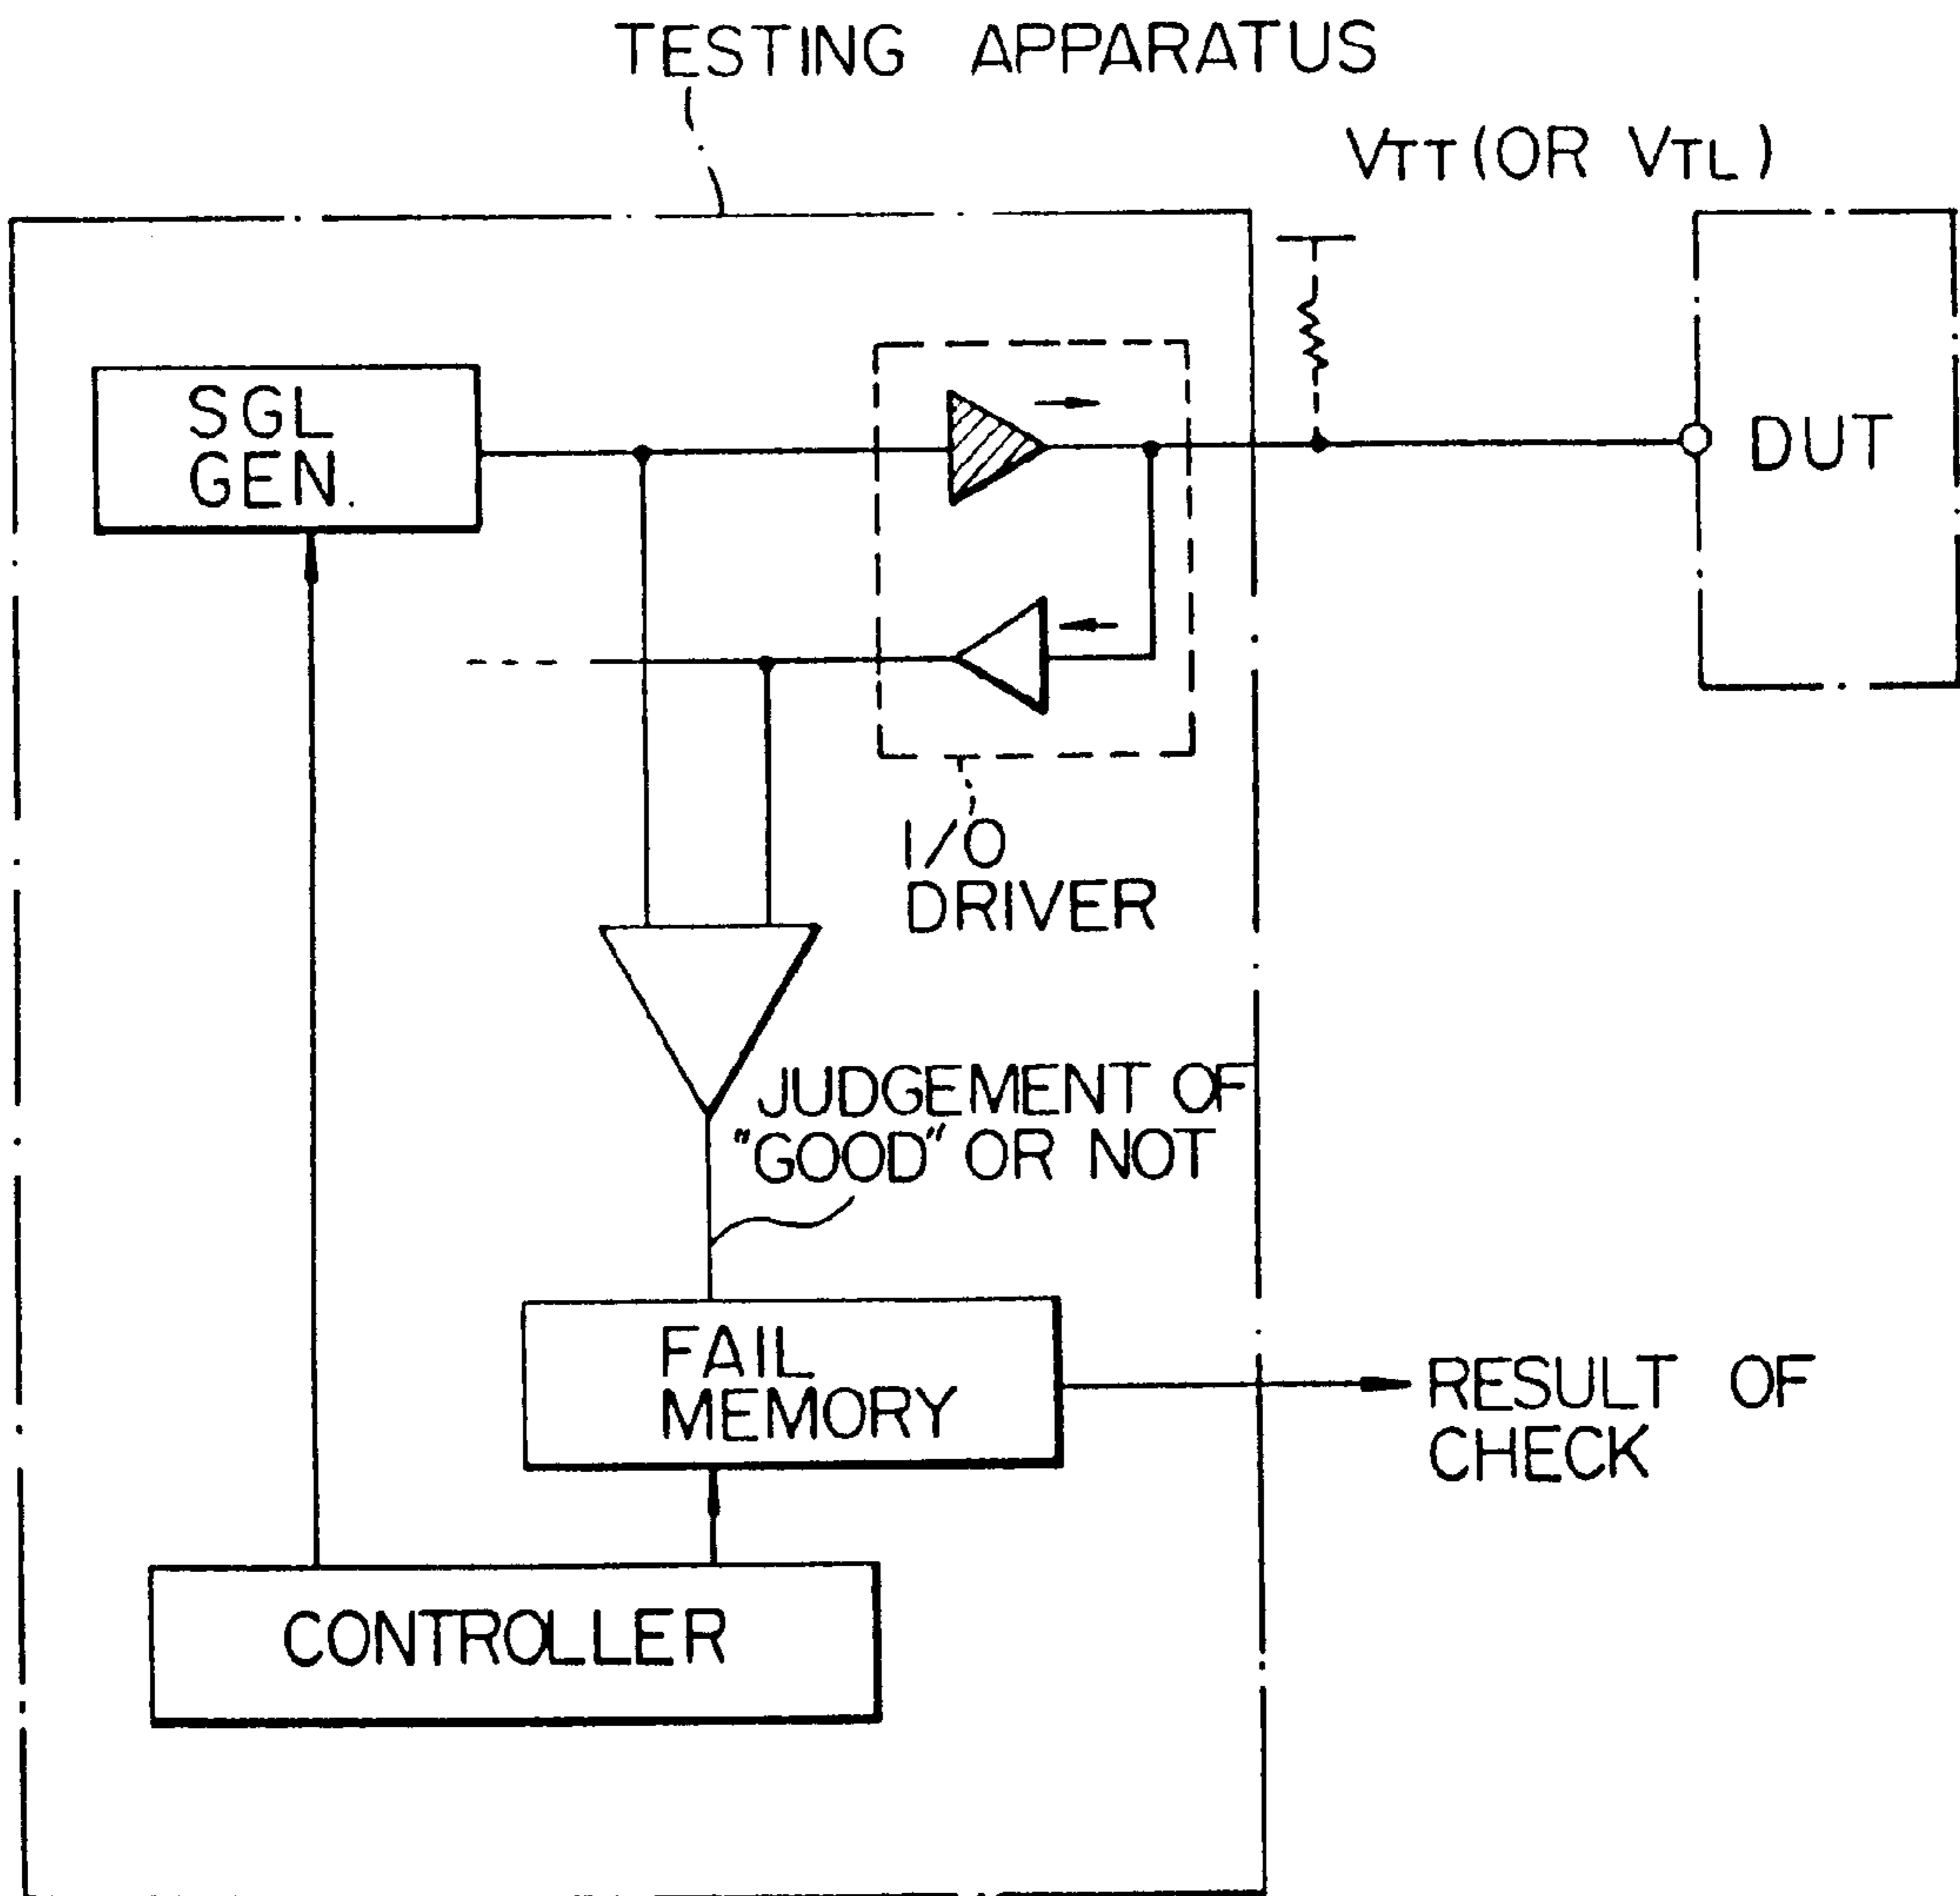 TESTING APPARATUS
VTT (OR VTL)
SGL
GEN.
DUT
I/O
DRIVER
JUDGEMENT OF
"GOOD" OR NOT
FAIL
MEMORY
RESULT OF
CHECK
CONTROLLER